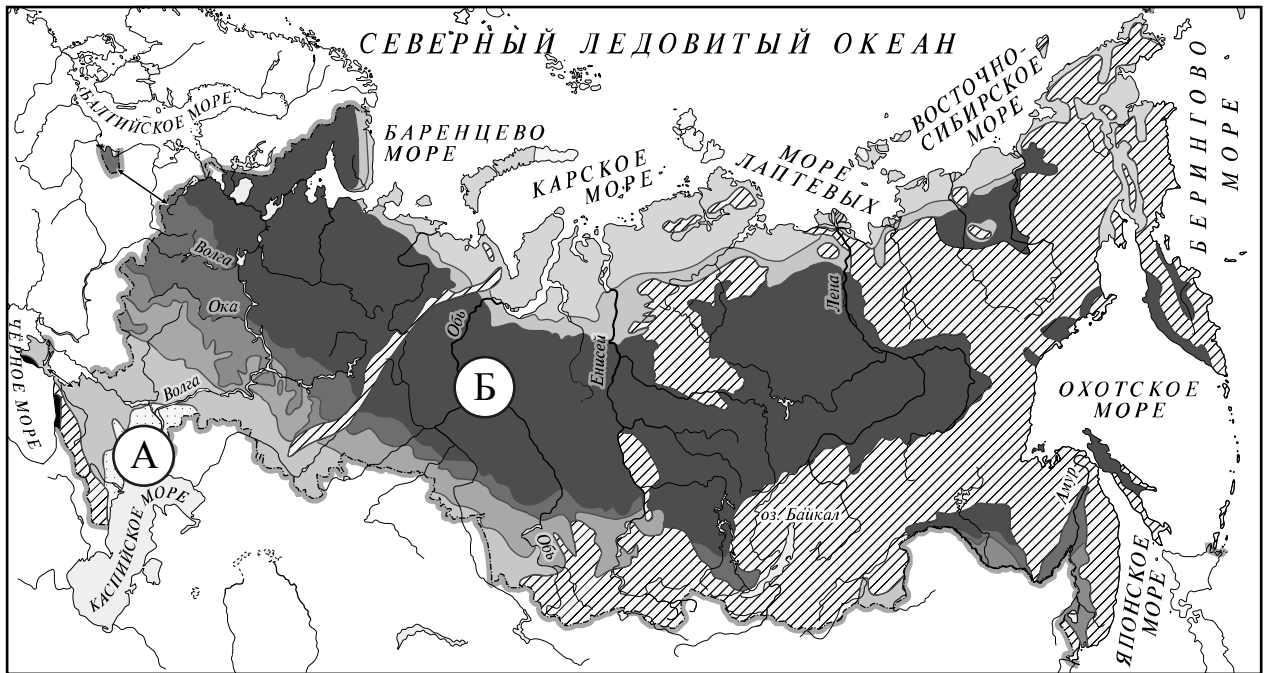 СЕВЕРНЫЙ ЛЕДОВИТЫЙ ОКЕАН
БАЛТИЙСКОЕ МОРЕ
БАРЕНЦЕВО
МОРЕ
КАРСКОЕ
МОРЕ
МОРЕ
ЛАПТЕВЫХ
ВОСТОЧНО-
СИБИРСКОЕ
МОРЕ
БЕРИНГОВО
МОРЕ
Волга
Ока
Обь
Енисей
Лена
ЧЕРНОЕ МОРЕ
Волга
Б
А
ОХОТСКОЕ
МОРЕ
КАСПИЙСКОЕ МОРЕ
Обь
оз. Байкал
Амур
ЯПОНСКОЕ
МОРЕ